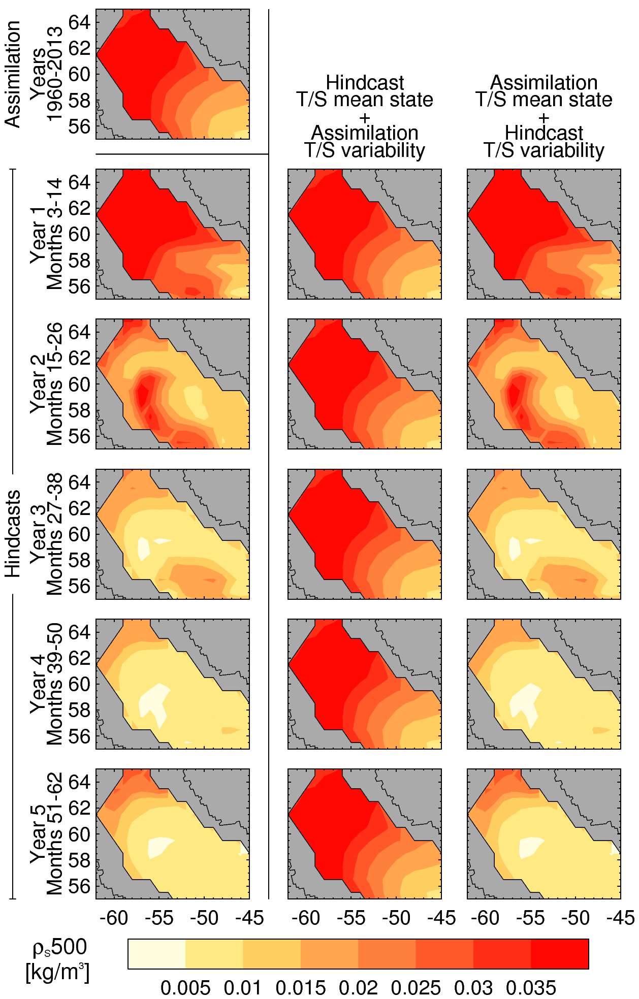 Assimilation
Years
1960-2013
64
62
60
58
56
Hindcast
T/S mean state
+
Assimilation
T/S variability
Assimilation
T/S mean state
+
Hindcast
T/S variability
Hindcasts
Year 1
Months 3-14
64
62
60
58
56
Year 2
Months 15-26
64
62
60
58
56
Year 3
Months 27-38
64
62
60
58
56
Year 4
Months 39-50
64
62
60
58
56
Year 5
Months 51-62
64
62
60
58
56
-60 -55 -50 -45 -60 -55 -50 -45 -60 -55 -50 -45
ρS500
[kg/m³]
0.005 0.01 0.015 0.02 0.025 0.03 0.035